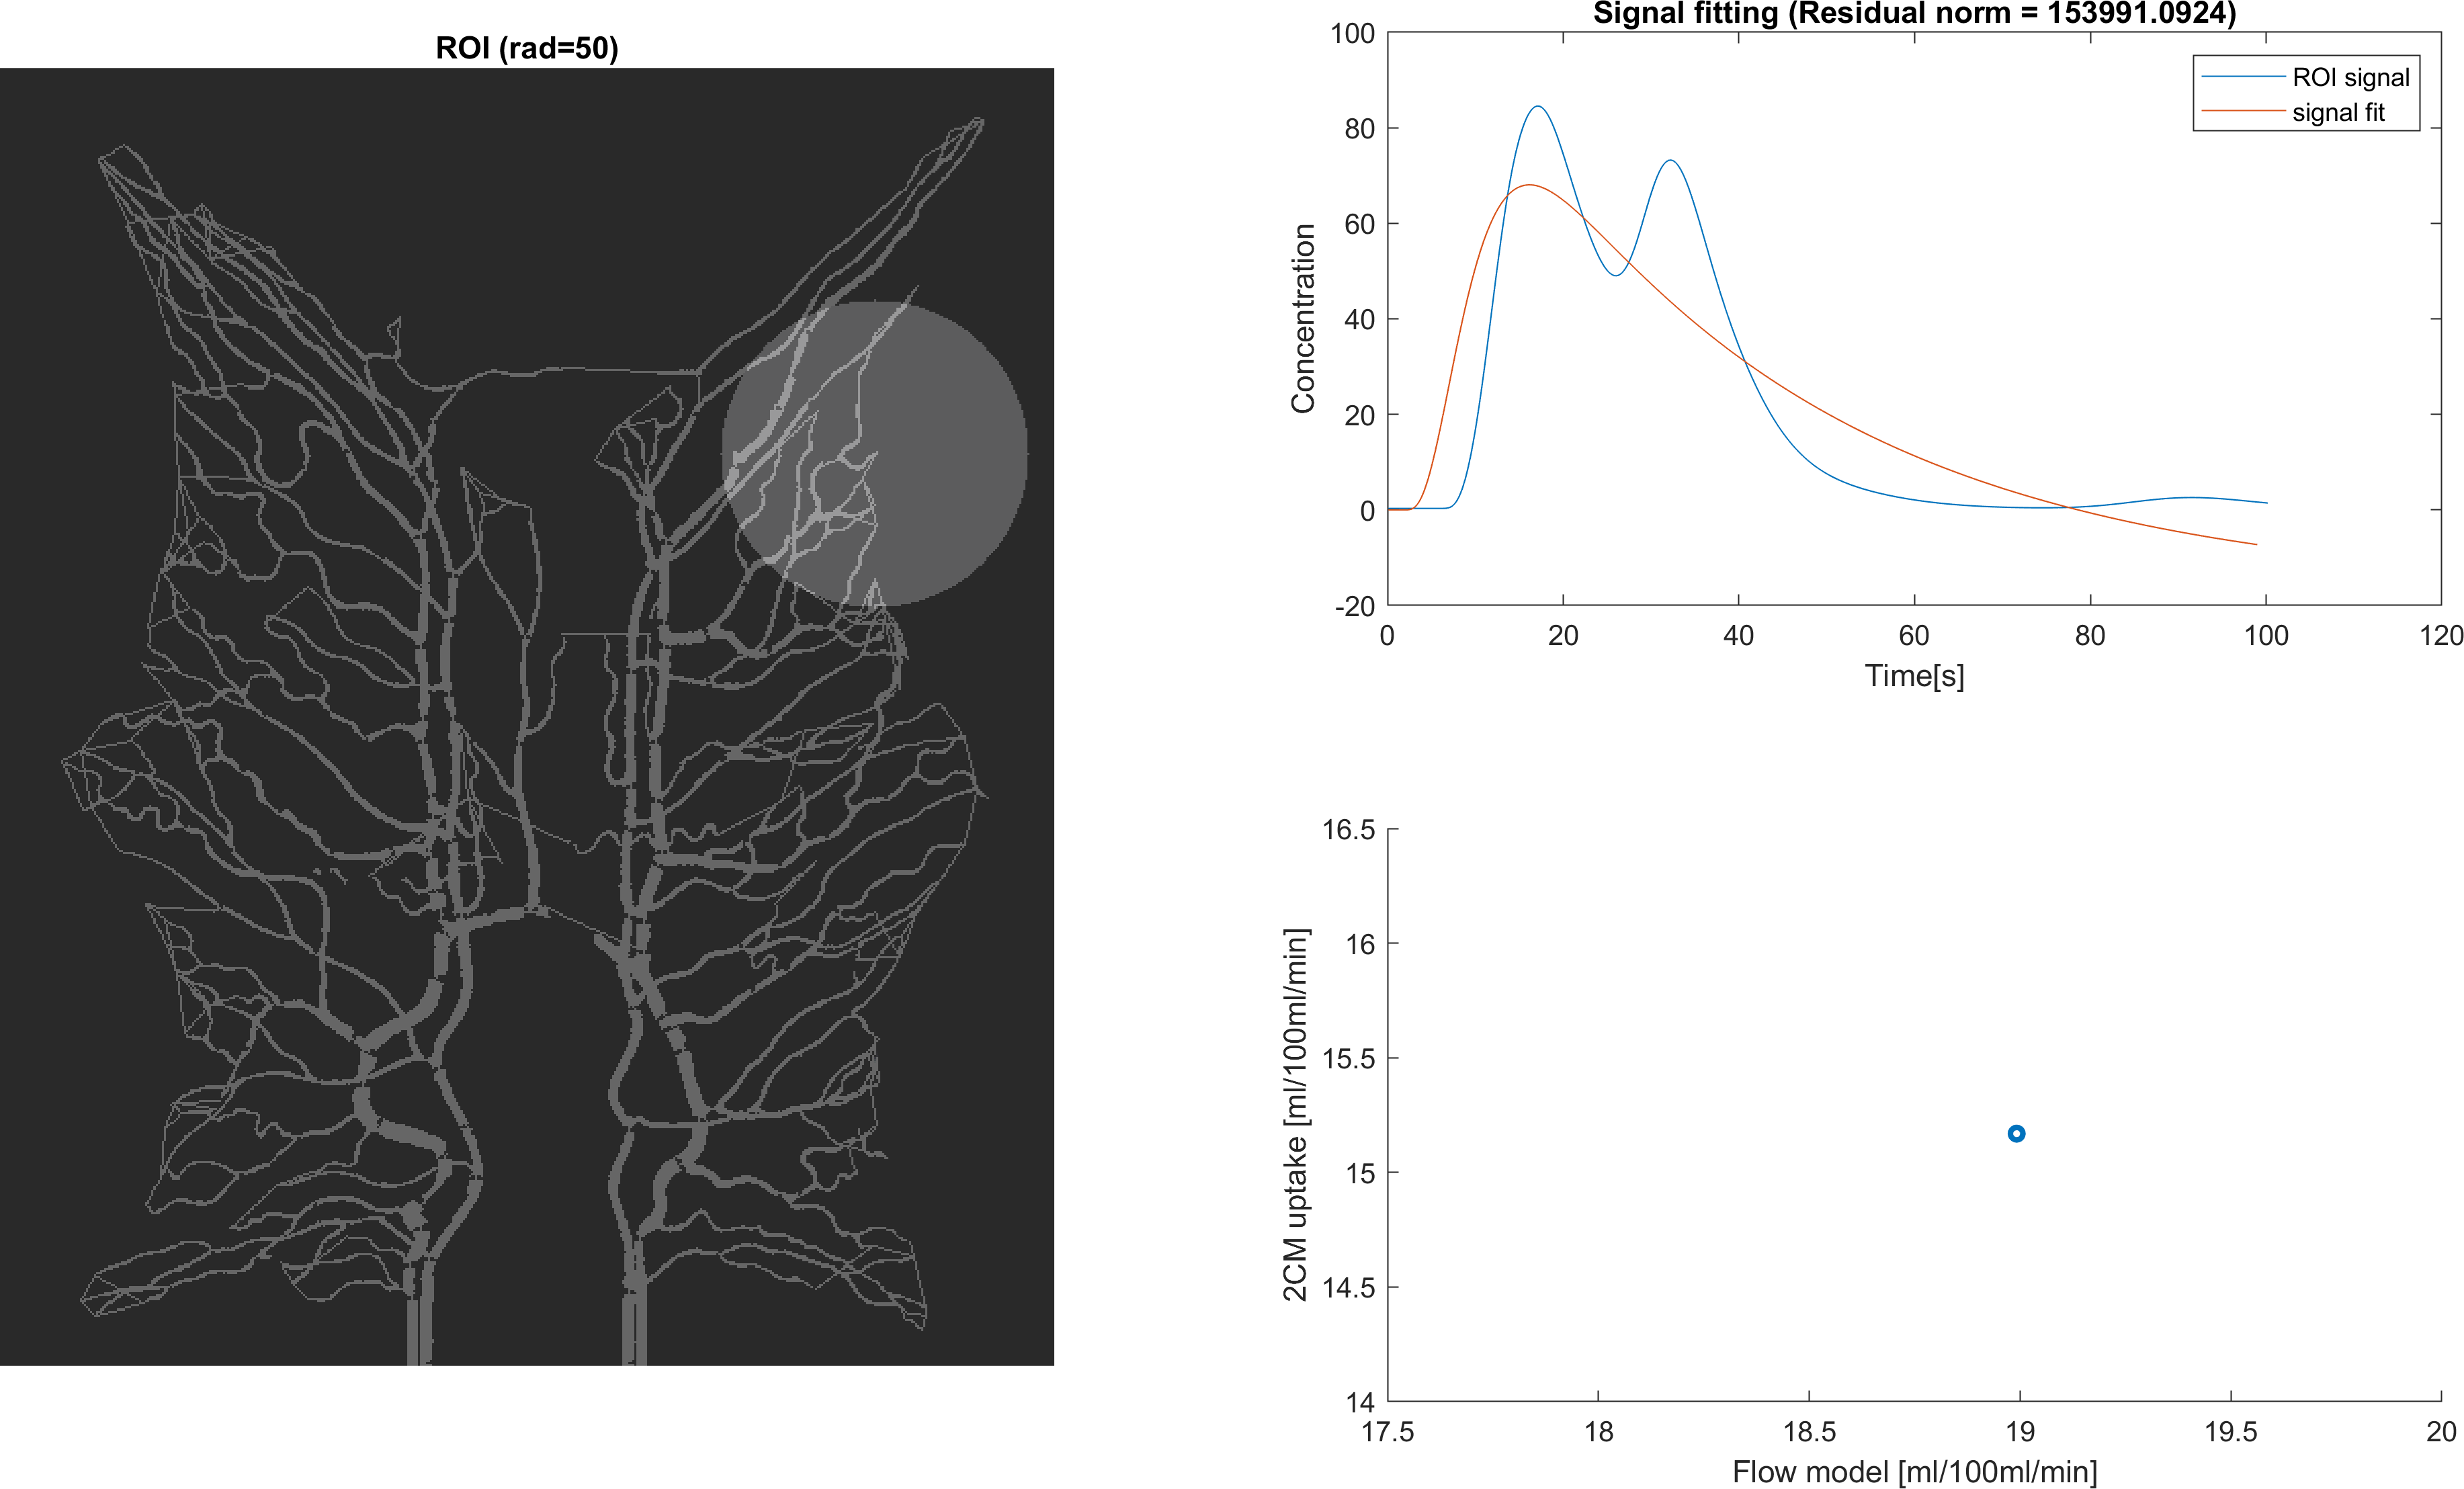 ROI (rad=50)
Signal fitting (Residual norm = 153991.0924)
100
80
60
40
20
0
-20
Concentration
ROI signal
signal fit
0 20 40 60 80 100 120
Time[s]
16.5
16
15.5
15
14.5
14
2CM uptake [ml/100ml/min]
17.5 18 18.5 19 19.5 20
Flow model [ml/100ml/min]